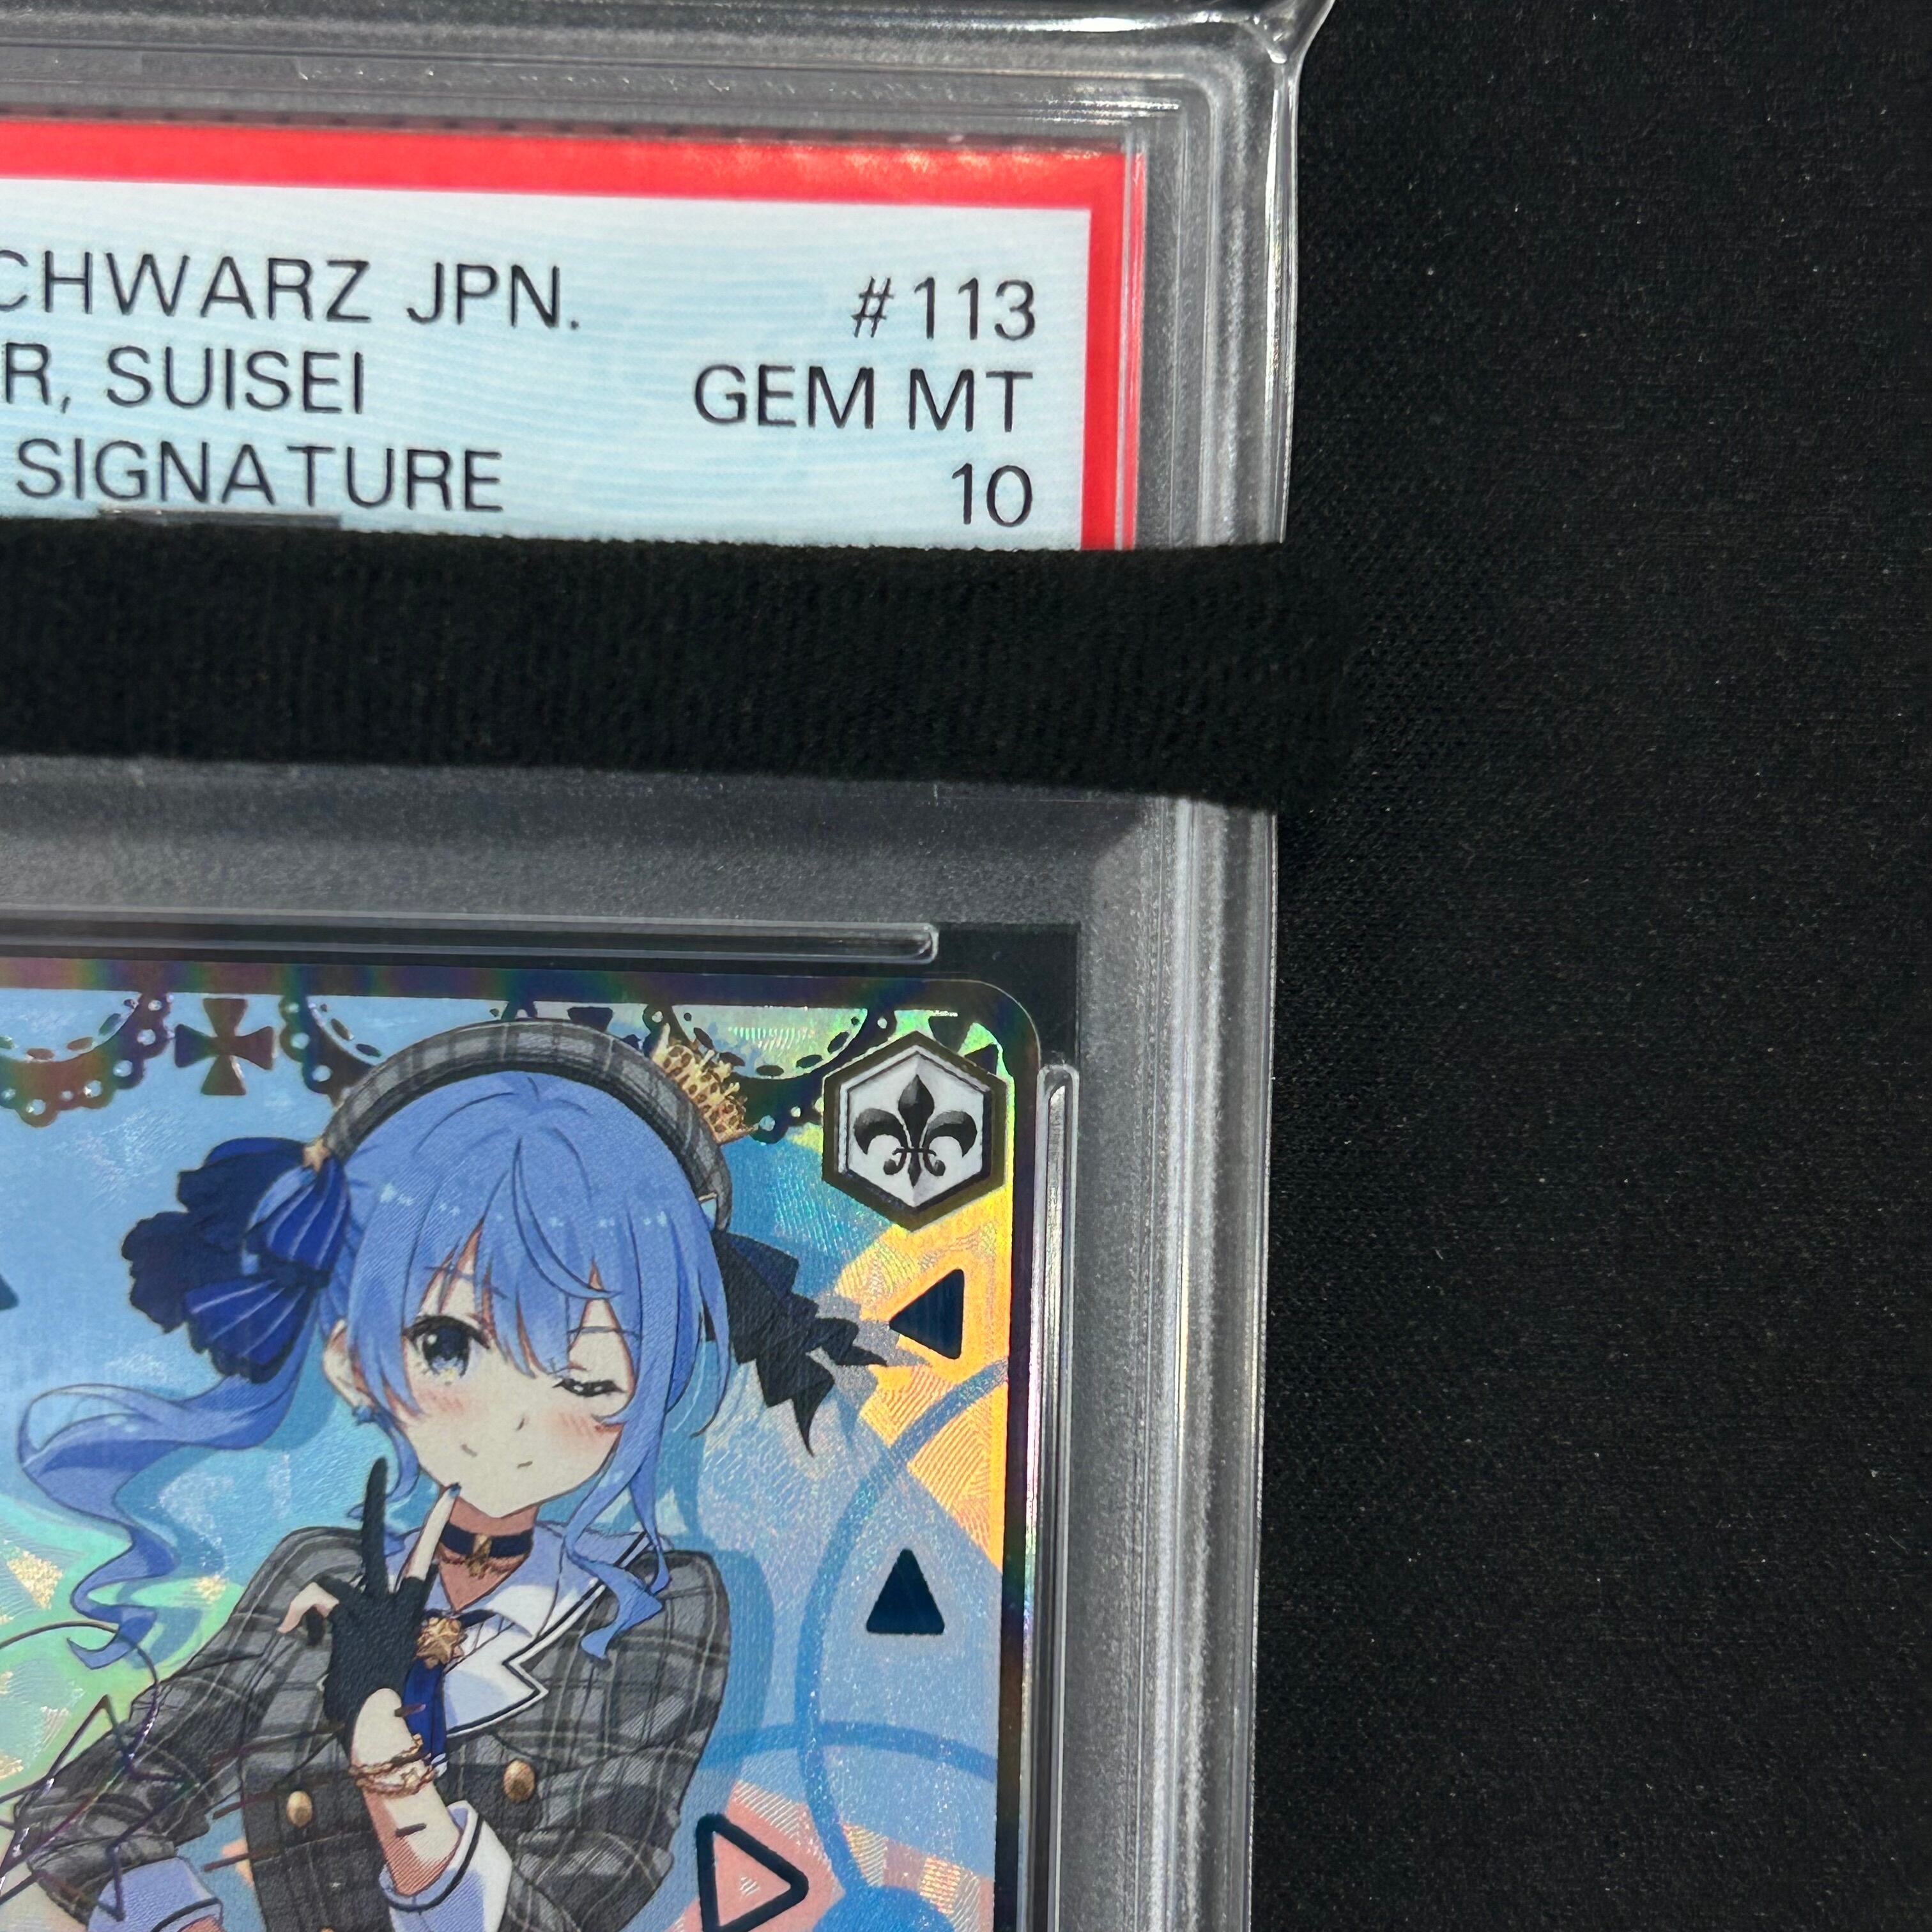 CHWARZ JPN. #113
R, SUISEI GEM MT
SIGNATURE 10